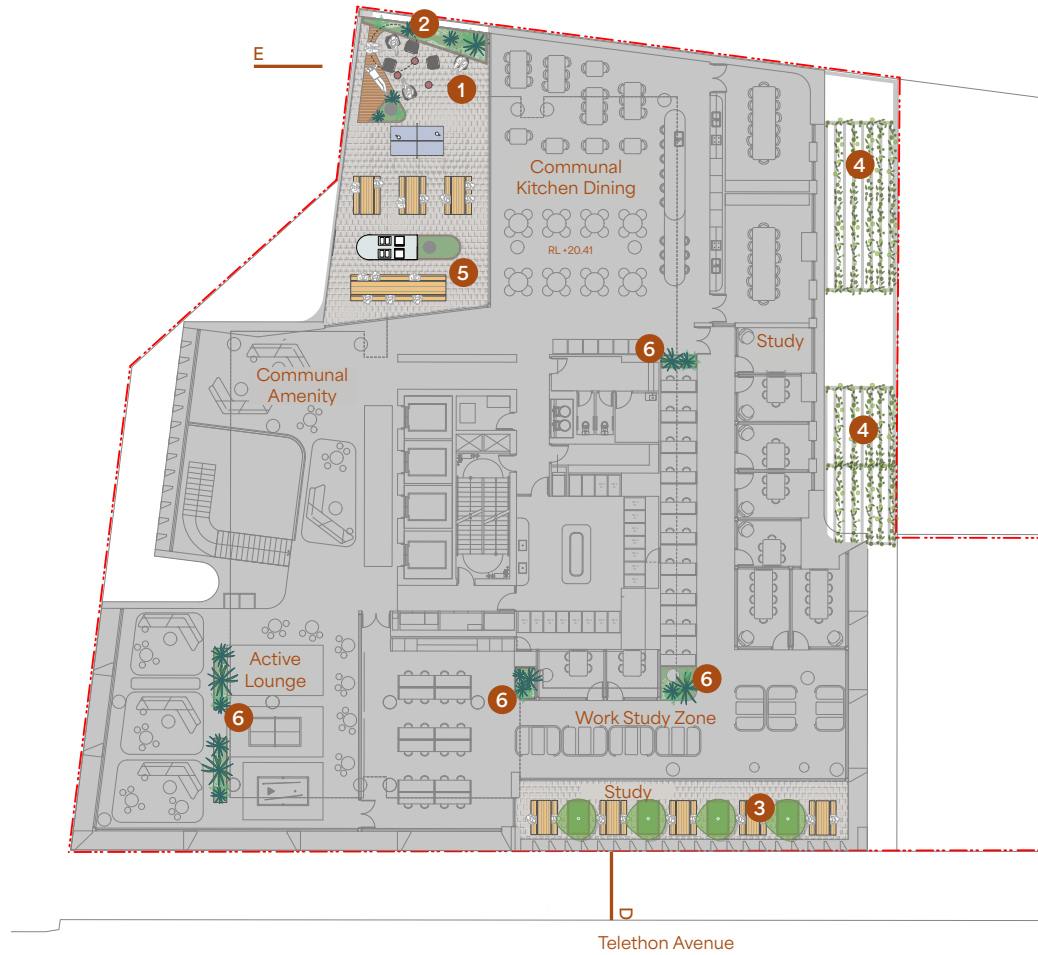 2
E
1
4
Communal
Kitchen Dining
RL +20.41
5
6
Study
Communal
Amenity
4
Active
Lounge
6
6
6
Work Study Zone
Study
3
D
Telethon Avenue